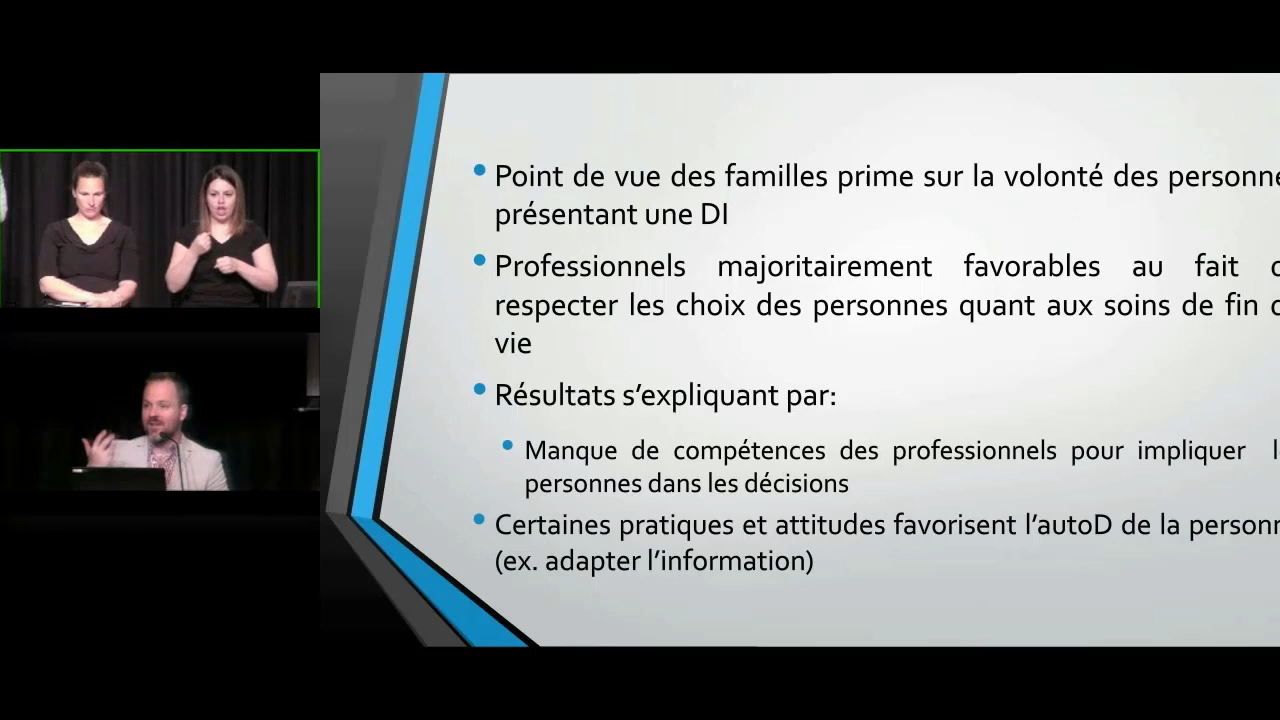 Point de vue des familles prime sur la volonté des personne
présentant une DI
Professionnels majoritairement favorables au fait
respecter les choix des personnes quant aux soins de fin
vie
Résultats s’expliquant par:
Manque de compétences des professionnels pour impliquer
personnes dans les décisions
Certaines pratiques et attitudes favorisent l’autoD de la personn
(ex. adapter l’information)